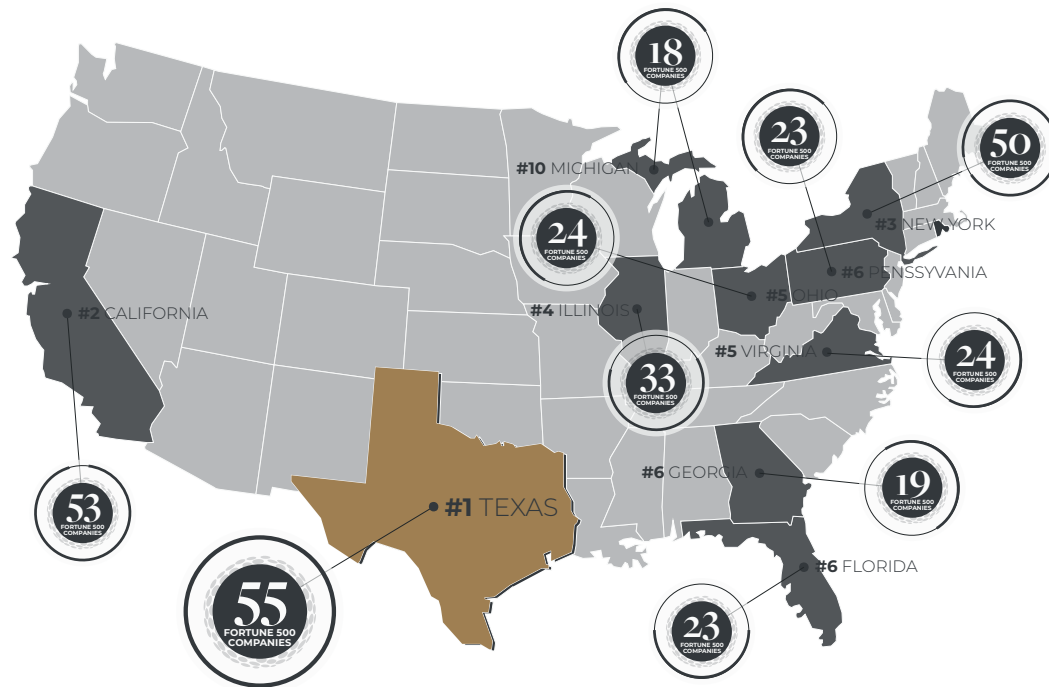 18
FORTUNE 500
COMPANIES
23
FORTUNE 500
COMPANIES
50
FORTUNE 500
COMPANIES
#10 MICHIGAN
24
FORTUNE 500
COMPANIES
#3 NEW YORK
#6 PENSSYVANIA
#5 OHIO
#4 ILLINOIS
#2 CALIFORNIA
#5 VIRGINIA
24
FORTUNE 500
COMPANIES
33
FORTUNE 500
COMPANIES
#6 GEORGIA
19
FORTUNE 500
COMPANIES
53
FORTUNE 500
COMPANIES
#1 TEXAS
55
FORTUNE 500
COMPANIES
#6 FLORIDA
23
FORTUNE 500
COMPANIES